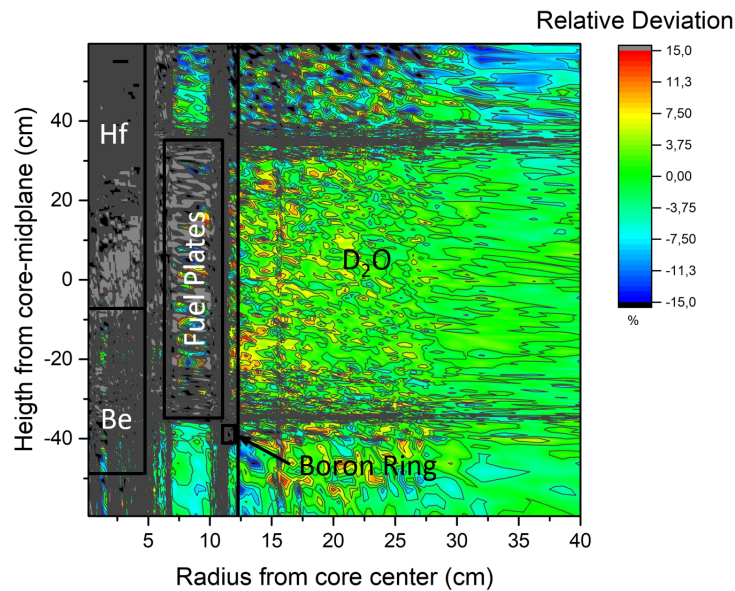 Relative Deviation
15,0
11,3
7,50
3,75
0,00
-3,75
-7,50
-11,3
-15,0
%
Heigth from core-midplane (cm)
40
20
0
-20
-40
Hf
Be
Fuel Plates
D₂O
Boron Ring
5 10 15 20 25 30 35 40
Radius from core center (cm)